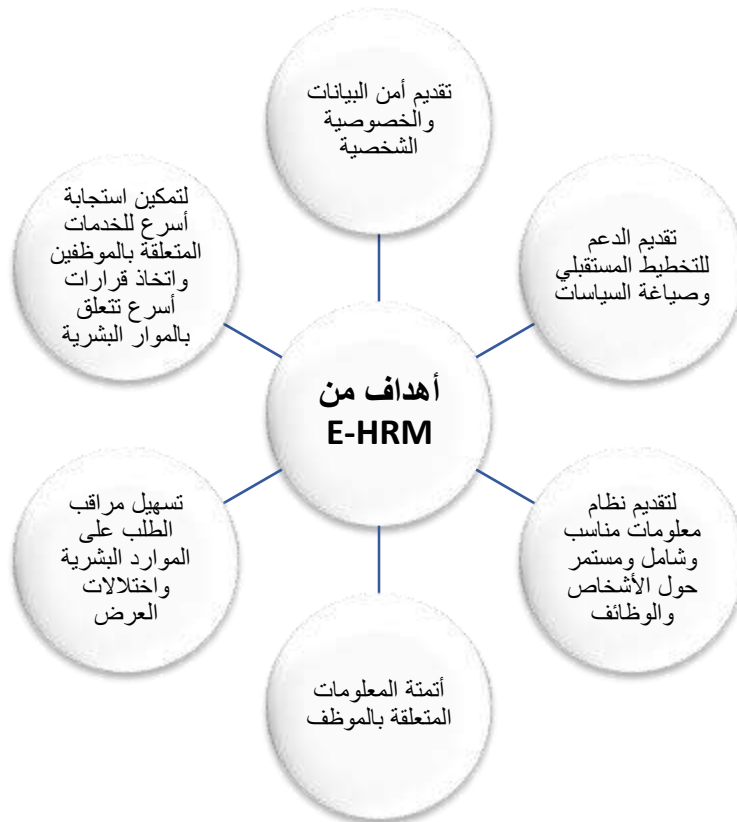 تقديم أمن البيانات
والخصوصية
الشخصية
تقديم الدعم
للتخطيط المستقبلي
وصياغة السياسات
لتقديم نظام
معلومات مناسب
وشامل ومستمر
حول الأشخاص
والوظائف
أتمتة المعلومات
المتعلقة بالموظف
تسهيل مراقب
الطلب على
الموارد البشرية
واختلالات
العرض
لتمكين استجابة
أسرع للخدمات
المتعلقة بالموظفين
واتخاذ قرارات
أسرع تتعلق
بالموار البشرية
أهداف من
E-HRM